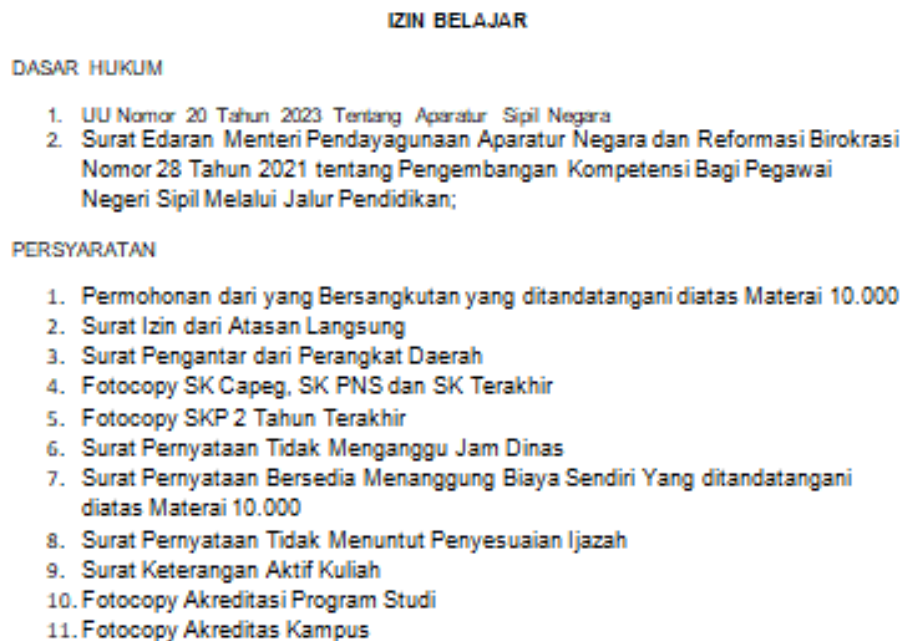 IZIN BELAJAR
DASAR HUKUM
1. UU Nomor 20 Tahun 2023 Tentang Aparatur Sipil Negara
2. Surat Edaran Menteri Pendayagunaan Aparatur Negara dan Reformasi Birokrasi
Nomor 28 Tahun 2021 tentang Pengembangan Kompetensi Bagi Pegawai
Negeri Sipil Melalui Jalur Pendidikan;
PERSYARATAN
1. Permohonan dari yang Bersangkutan yang ditandatangani diatas Materai 10.000
2. Surat Izin dari Atasan Langsung
3. Surat Pengantar dari Perangkat Daerah
4. Fotocopy SK Capeg, SK PNS dan SK Terakhir
5. Fotocopy SKP 2 Tahun Terakhir
6. Surat Pernyataan Tidak Menganggu Jam Dinas
7. Surat Pernyataan Bersedia Menanggung Biaya Sendiri Yang ditandatangani
diatas Materai 10.000
8. Surat Pernyataan Tidak Menuntut Penyesuaian Ijazah
9. Surat Keterangan Aktif Kuliah
10. Fotocopy Akreditasi Program Studi
11. Fotocopy Akreditas Kampus